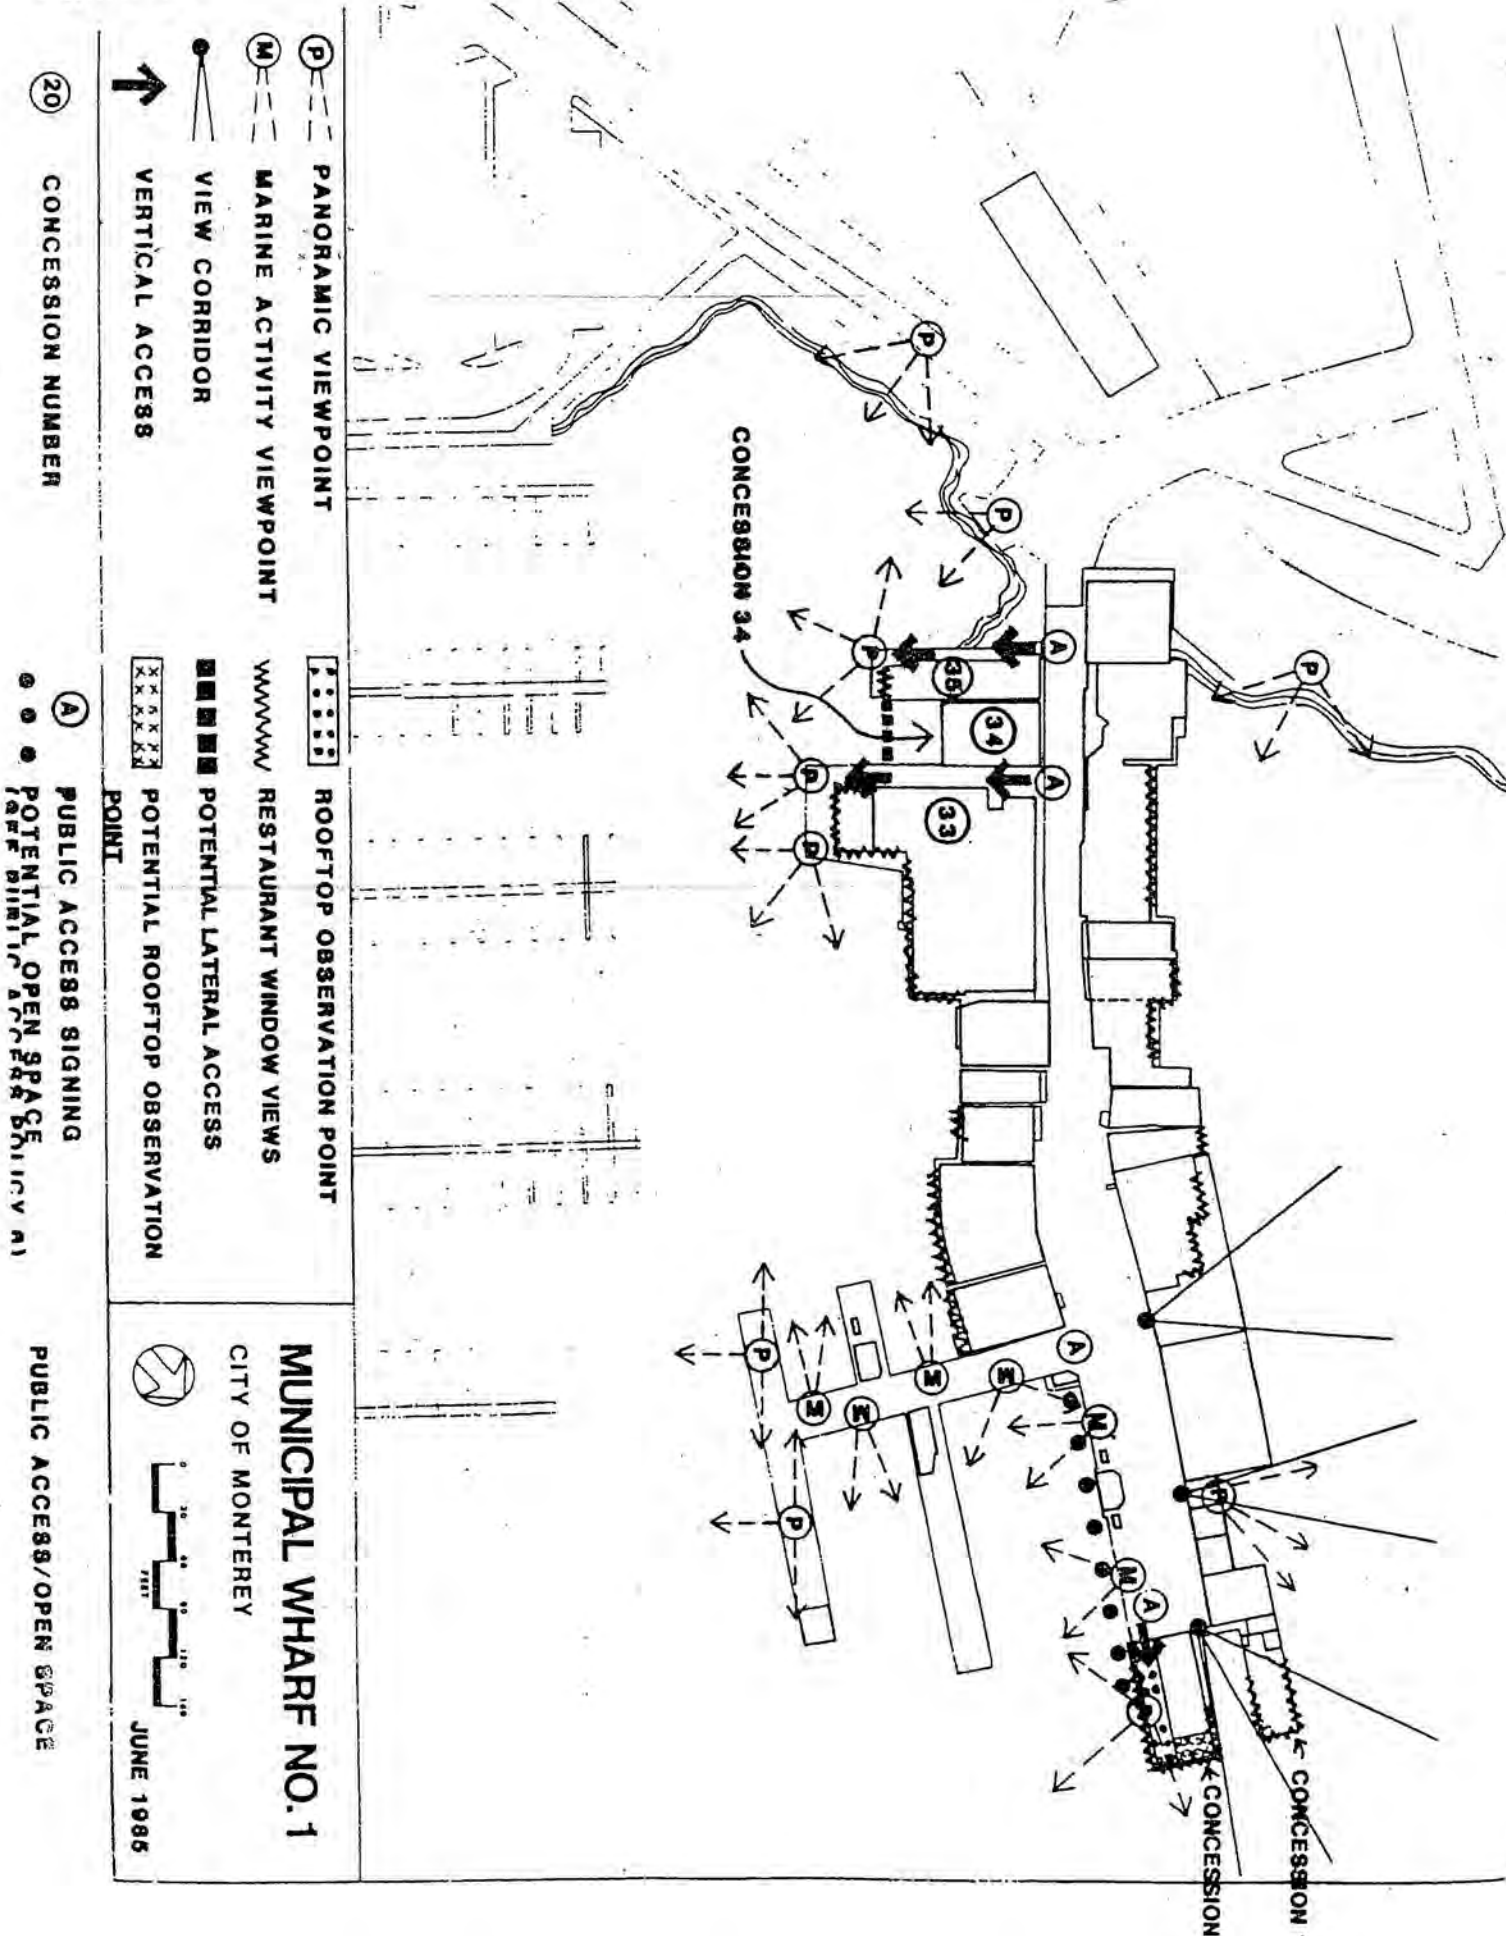 CONCESSION
CONCESSION
P
P
P
A
P
35
34
CONCESSION 34
A
P
33
P
A
P
M
M
M
M
M
P
P
M
A
P
P
P PANORAMIC VIEWPOINT
M MARINE ACTIVITY VIEWPOINT
VIEW CORRIDOR
VERTICAL ACCESS
20 CONCESSION NUMBER
ROOFTOP OBSERVATION POINT
RESTAURANT WINDOW VIEWS
POTENTIAL LATERAL ACCESS
POTENTIAL ROOFTOP OBSERVATION
POINT
A PUBLIC ACCESS SIGNING
POTENTIAL OPEN SPACE
MUNICIPAL WHARF NO. 1
CITY OF MONTEREY
FEET
JUNE 1985
PUBLIC ACCESS/OPEN SPACE